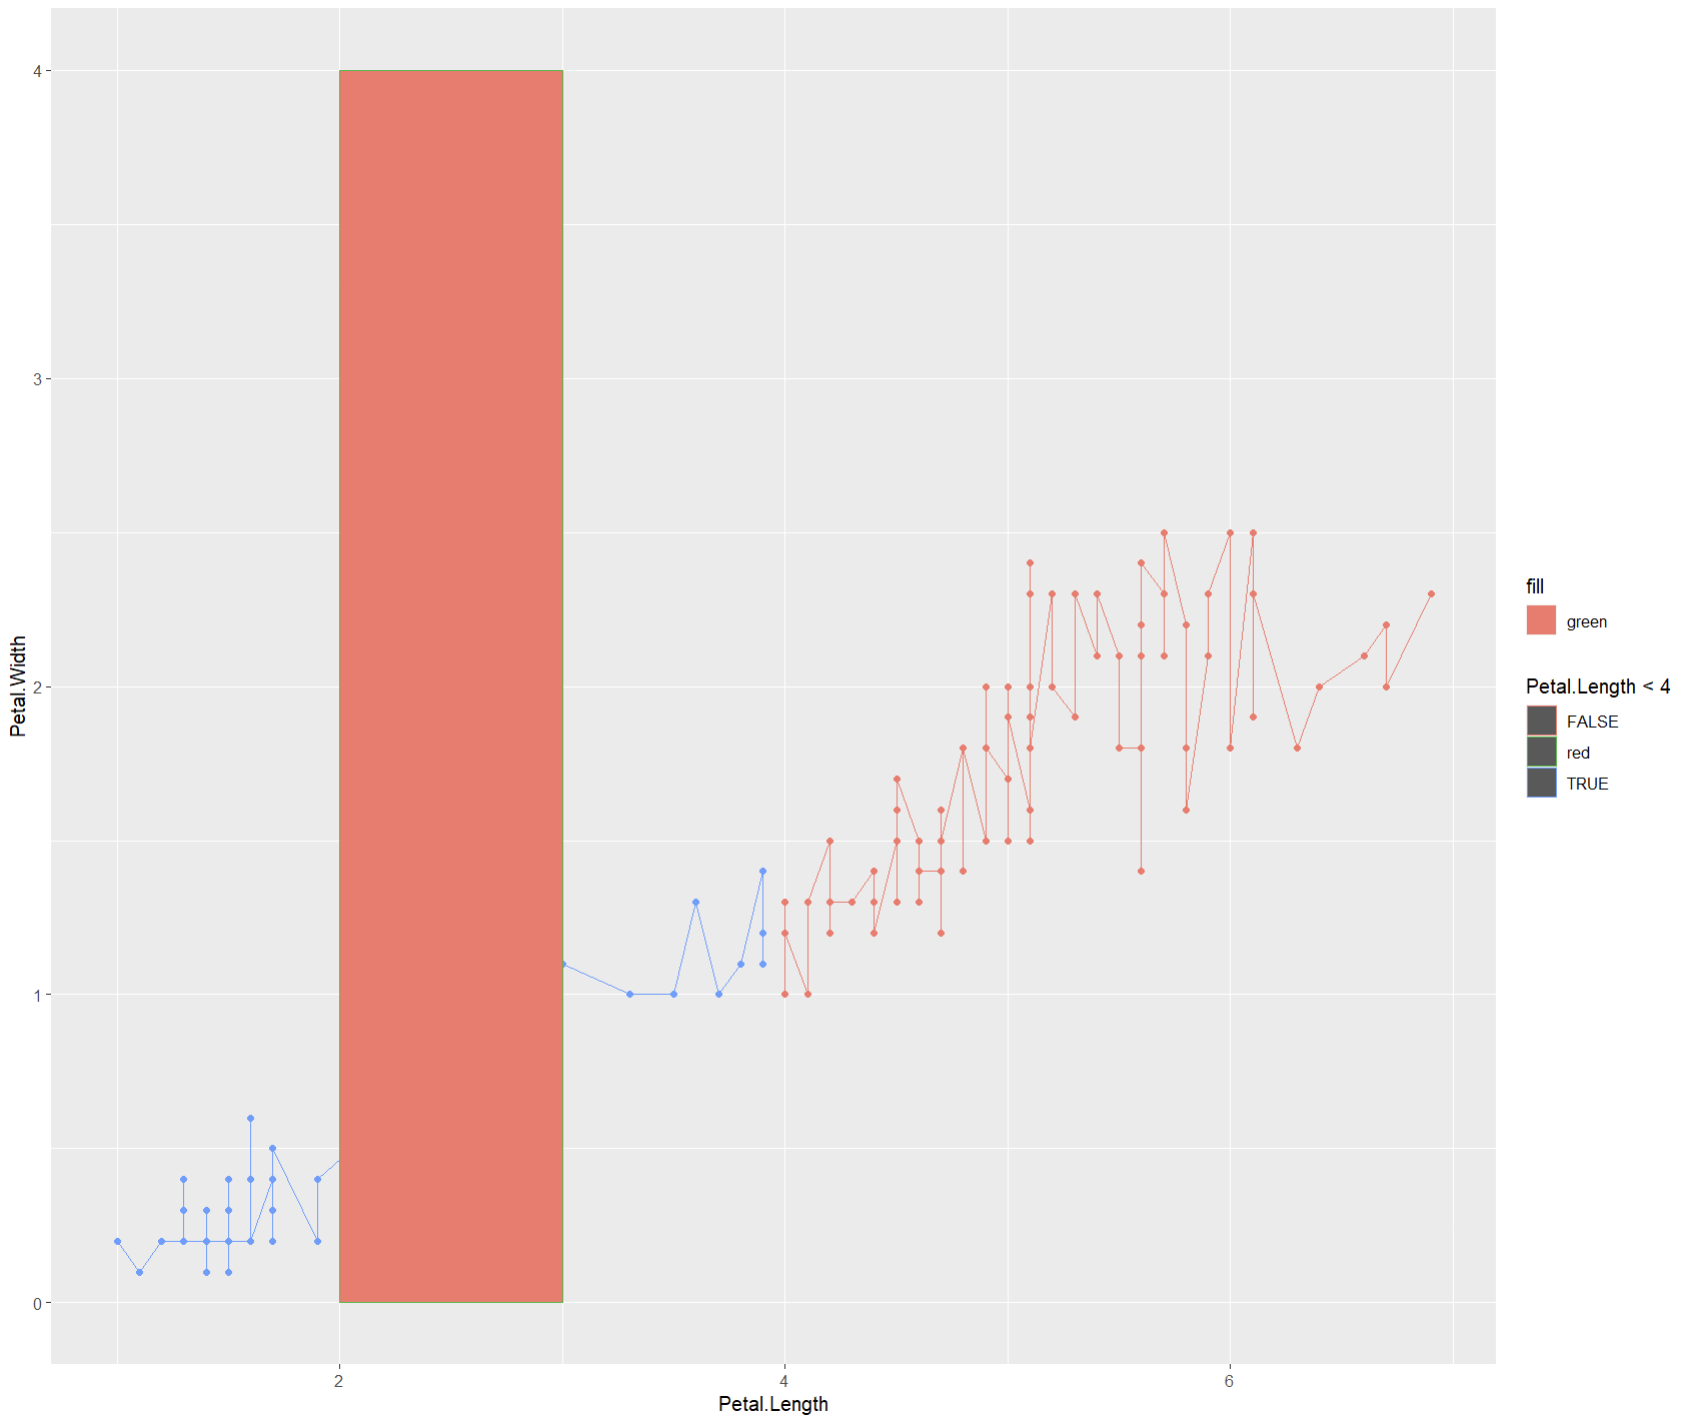 4
3
2
1
0
2
4
6
Petal.Width
Petal.Length
fill
green
Petal.Length < 4
FALSE
red
TRUE